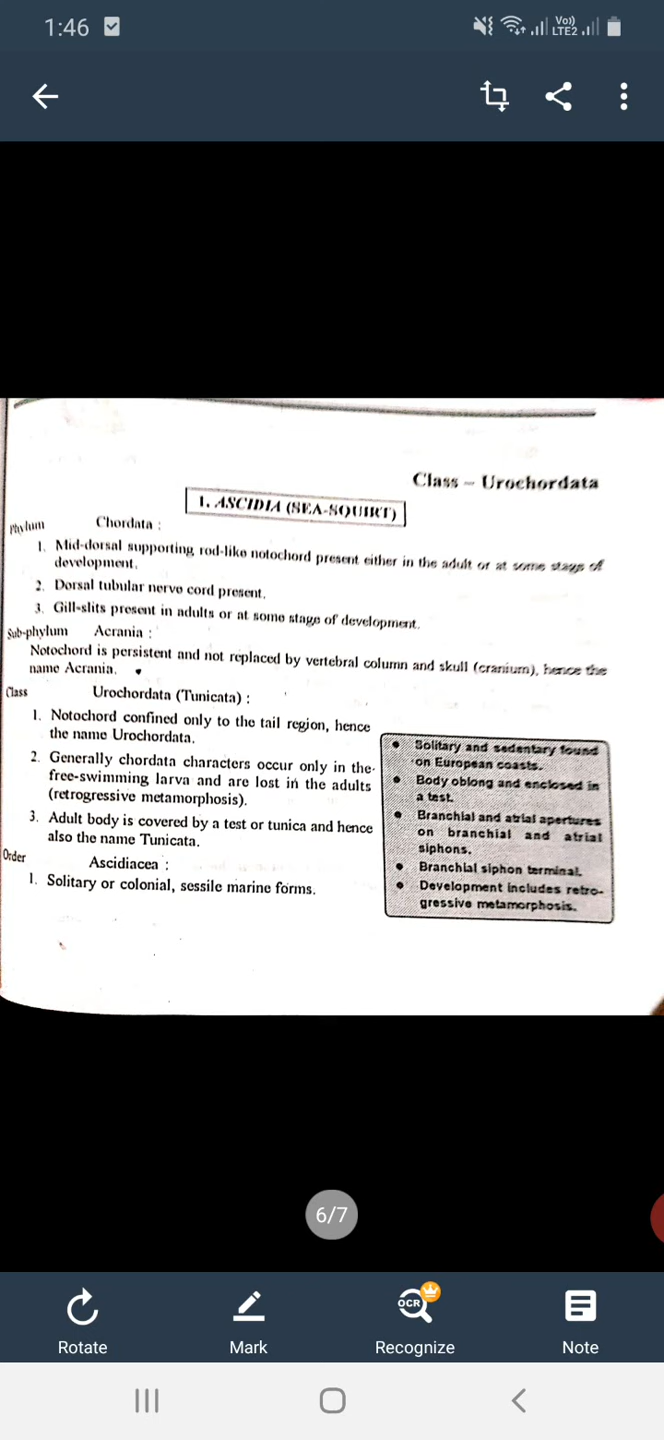 1:46
Vo))
LTE2
Class – Urochordata
1. ASCIDIA (SEA-SQUIRT)
Phylum Chordata :
1. Mid-dorsal supporting rod-like notochord present either in the adult or at some stage of
development.
2. Dorsal tubular nerve cord present.
3. Gill-slits present in adults or at some stage of development.
Sub-phylum Acrania :
Notochord is persistent and not replaced by vertebral column and skull (cranium), hence the
name Acrania.
Class Urochordata (Tunicata) :
1. Notochord confined only to the tail region, hence
the name Urochordata.
2. Generally chordata characters occur only in the
free-swimming larva and are lost in the adults
(retrogressive metamorphosis).
3. Adult body is covered by a test or tunica and hence
also the name Tunicata.
Order Ascidiacea :
1. Solitary or colonial, sessile marine forms.
• Solitary and sedentary found
on European coasts.
• Body oblong and enclosed in
a test.
• Branchial and atrial apertures
on branchial and atrial
siphons.
• Branchial siphon terminal.
• Development includes retro-
gressive metamorphosis.
6/7
OCR
Rotate Mark Recognize Note